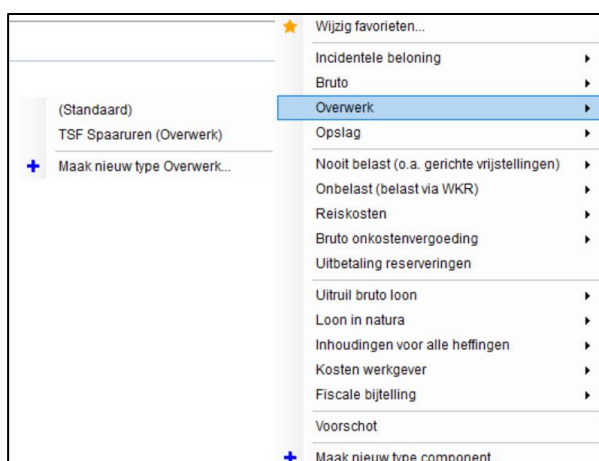 Wijzig favorieten...
Incidentele beloning
Bruto
Overwerk
Opslag
Nooit belast (o.a. gerichte vrijstellingen)
Onbelast (belast via WKR)
Reiskosten
Bruto onkostenvergoeding
Uitbetaling reserveringen
Uitruil bruto loon
Loon in natura
Inhoudingen voor alle heffingen
Kosten werkgever
Fiscale bijtelling
Voorschot
Maak nieuw type component
(Standaard)
TSF Spaaruren (Overwerk)
Maak nieuw type Overwerk...